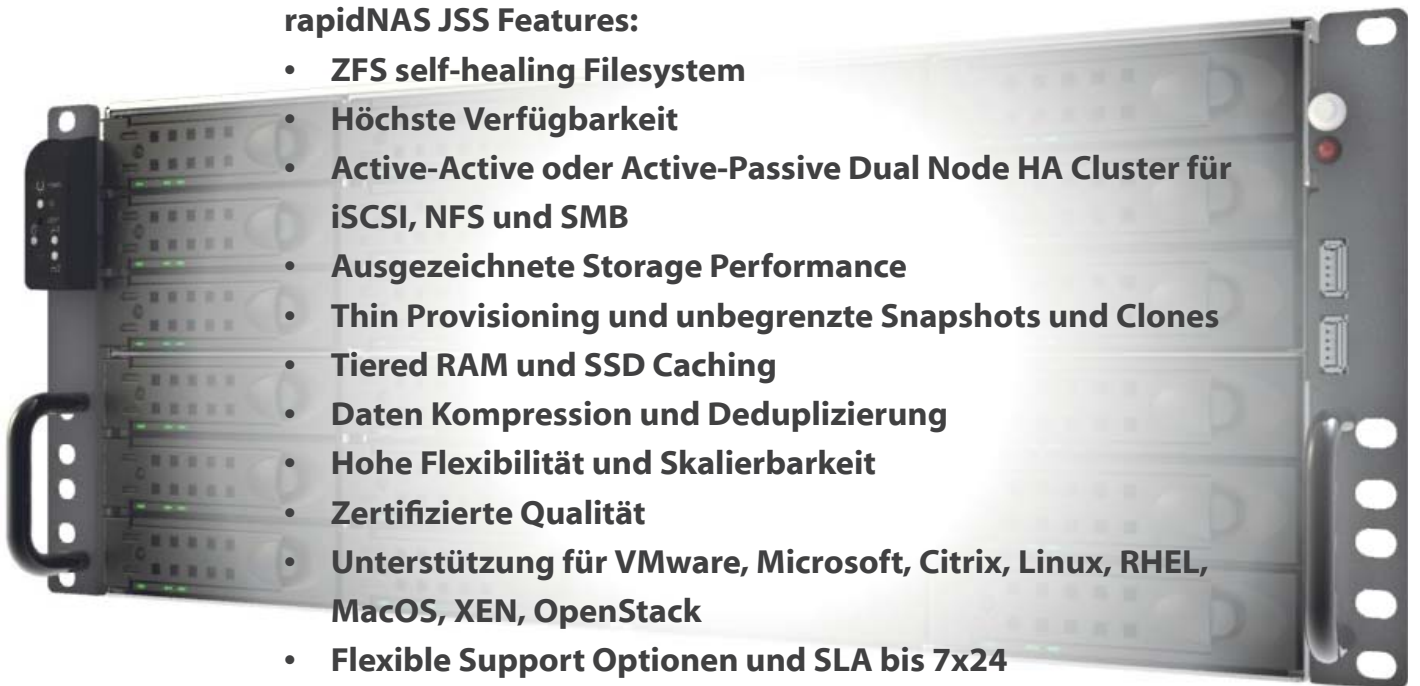 rapidNAS JSS Features:
• ZFS self-healing Filesystem
• Höchste Verfügbarkeit
• Active-Active oder Active-Passive Dual Node HA Cluster für
iSCSI, NFS und SMB
• Ausgezeichnete Storage Performance
• Thin Provisioning und unbegrenzte Snapshots und Clones
• Tiered RAM und SSD Caching
• Daten Kompression und Deduplizierung
• Hohe Flexibilität und Skalierbarkeit
• Zertifizierte Qualität
• Unterstützung für VMware, Microsoft, Citrix, Linux, RHEL,
MacOS, XEN, OpenStack
• Flexible Support Optionen und SLA bis 7x24